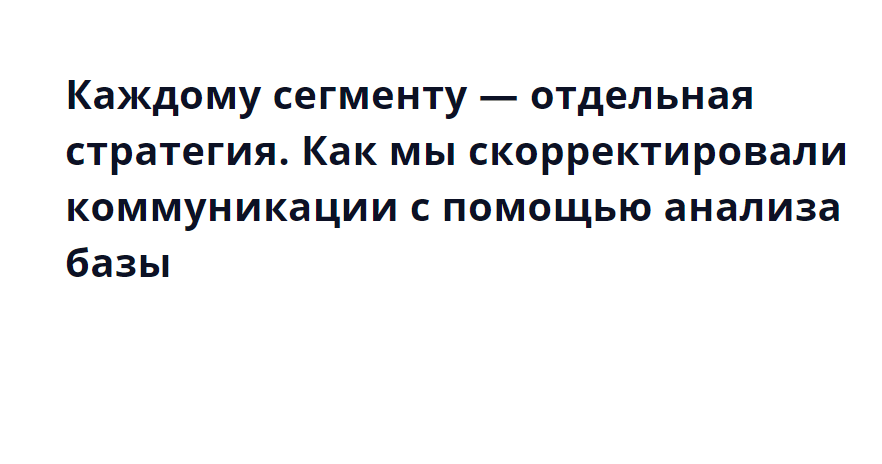 Каждому сегменту — отдельная
стратегия. Как мы скорректировали
коммуникации с помощью анализа
базы